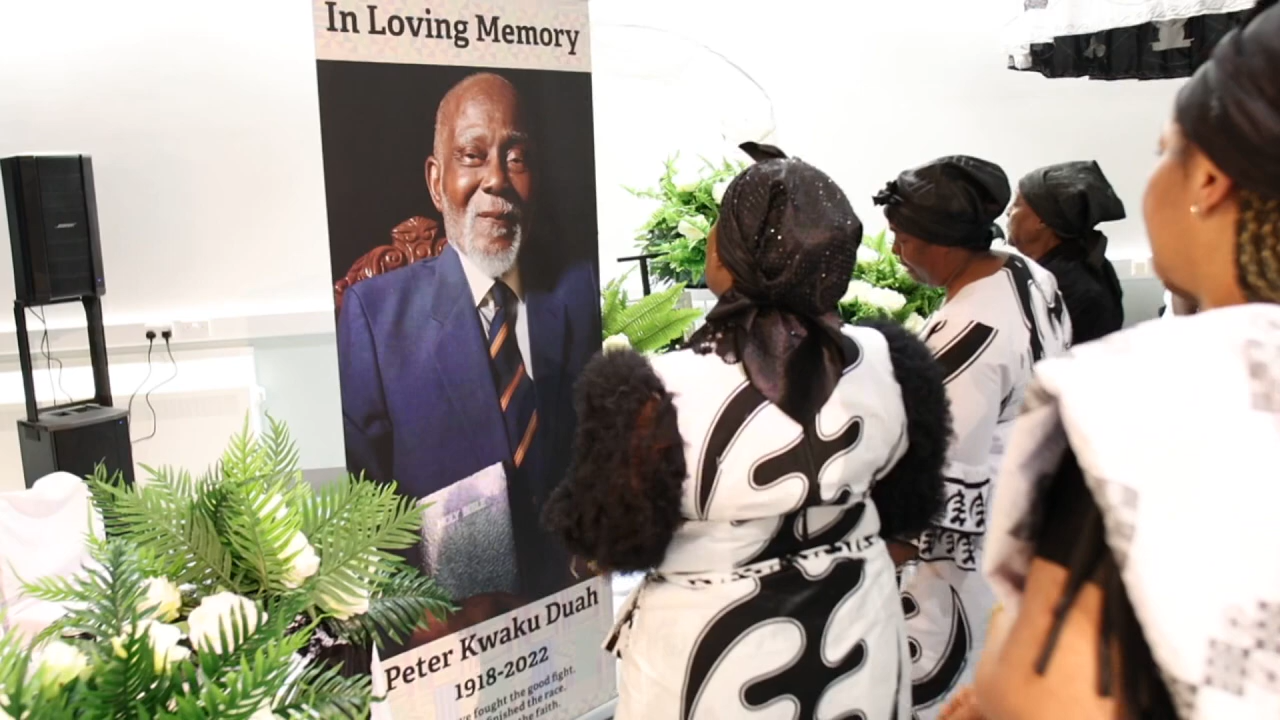 In Loving Memory
Peter Kwaku Duah
1918-2022
fought the good fight.
finished the race.
the faith.